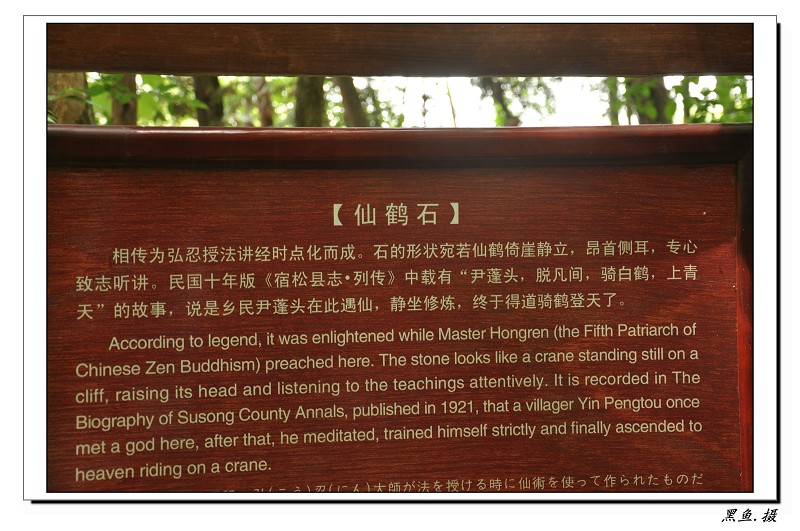 【仙鹤石】
相传为弘忍授法讲经时点化而成。石的形状宛若仙鹤倚崖静立，昂首侧耳，专心
致志听讲。民国十年版《宿松县志•列传》中载有“尹蓬头，脱凡间，骑白鹤，上青
天”的故事，说是乡民尹蓬头在此遇仙，静坐修炼，终于得道骑鹤登天了。
According to legend, it was enlightened while Master Hongren (the Fifth Patriarch of
Chinese Zen Buddhism) preached here. The stone looks like a crane standing still on a
cliff, raising its head and listening to the teachings attentively. It is recorded in The
Biography of Susong County Annals, published in 1921, that a villager Yin Pengtou once
met a god here, after that, he meditated, trained himself strictly and finally ascended to
heaven riding on a crane.
弘(こう)忍(にん)大師が法を授ける時に仙術を使って作られたものだ
黑鱼.摄